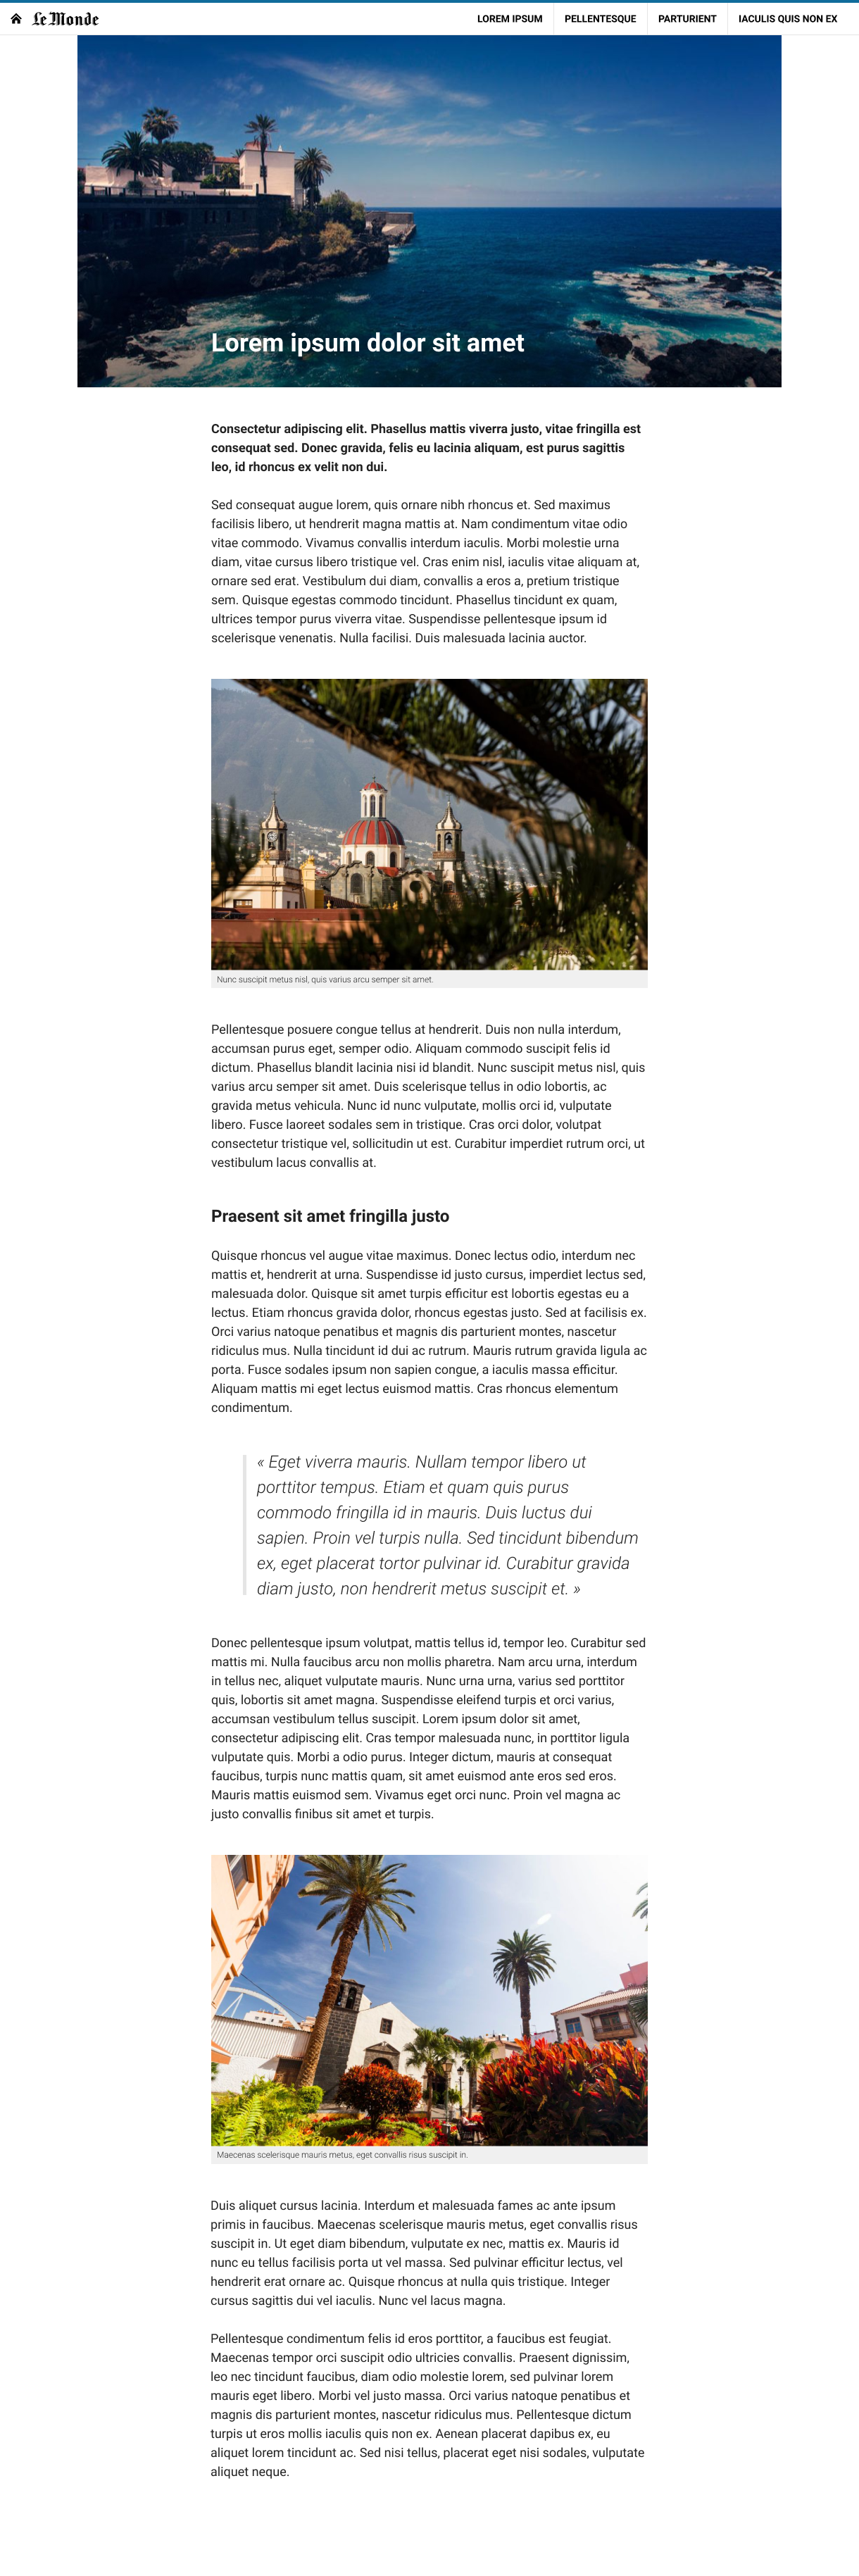 Le Monde
LOREM IPSUM
PELLENTESQUE
PARTURIENT
IACULIS QUIS NON EX
Lorem ipsum dolor sit amet
Consectetur adipiscing elit. Phasellus mattis viverra justo, vitae fringilla est
consequat sed. Donec gravida, felis eu lacinia aliquam, est purus sagittis
leo, id rhoncus ex velit non dui.
Sed consequat augue lorem, quis ornare nibh rhoncus et. Sed maximus
facilisis libero, ut hendrerit magna mattis at. Nam condimentum vitae odio
vitae commodo. Vivamus convallis interdum iaculis. Morbi molestie urna
diam, vitae cursus libero tristique vel. Cras enim nisl, iaculis vitae aliquam at,
ornare sed erat. Vestibulum dui diam, convallis a eros a, pretium tristique
sem. Quisque egestas commodo tincidunt. Phasellus tincidunt ex quam,
ultrices tempor purus viverra vitae. Suspendisse pellentesque ipsum id
scelerisque venenatis. Nulla facilisi. Duis malesuada lacinia auctor.
Nunc suscipit metus nisl, quis varius arcu semper sit amet.
Pellentesque posuere congue tellus at hendrerit. Duis non nulla interdum,
accumsan purus eget, semper odio. Aliquam commodo suscipit felis id
dictum. Phasellus blandit lacinia nisi id blandit. Nunc suscipit metus nisl, quis
varius arcu semper sit amet. Duis scelerisque tellus in odio lobortis, ac
gravida metus vehicula. Nunc id nunc vulputate, mollis orci id, vulputate
libero. Fusce laoreet sodales sem in tristique. Cras orci dolor, volutpat
consectetur tristique vel, sollicitudin ut est. Curabitur imperdiet rutrum orci, ut
vestibulum lacus convallis at.
Praesent sit amet fringilla justo
Quisque rhoncus vel augue vitae maximus. Donec lectus odio, interdum nec
mattis et, hendrerit at urna. Suspendisse id justo cursus, imperdiet lectus sed,
malesuada dolor. Quisque sit amet turpis efficitur est lobortis egestas eu a
lectus. Etiam rhoncus gravida dolor, rhoncus egestas justo. Sed at facilisis ex.
Orci varius natoque penatibus et magnis dis parturient montes, nascetur
ridiculus mus. Nulla tincidunt id dui ac rutrum. Mauris rutrum gravida ligula ac
porta. Fusce sodales ipsum non sapien congue, a iaculis massa efficitur.
Aliquam mattis mi eget lectus euismod mattis. Cras rhoncus elementum
condimentum.
« Eget viverra mauris. Nullam tempor libero ut
porttitor tempus. Etiam et quam quis purus
commodo fringilla id in mauris. Duis luctus dui
sapien. Proin vel turpis nulla. Sed tincidunt bibendum
ex, eget placerat tortor pulvinar id. Curabitur gravida
diam justo, non hendrerit metus suscipit et. »
Donec pellentesque ipsum volutpat, mattis tellus id, tempor leo. Curabitur sed
mattis mi. Nulla faucibus arcu non mollis pharetra. Nam arcu urna, interdum
in tellus nec, aliquet vulputate mauris. Nunc urna urna, varius sed porttitor
quis, lobortis sit amet magna. Suspendisse eleifend turpis et orci varius,
accumsan vestibulum tellus suscipit. Lorem ipsum dolor sit amet,
consectetur adipiscing elit. Cras tempor malesuada nunc, in porttitor ligula
vulputate quis. Morbi a odio purus. Integer dictum, mauris at consequat
faucibus, turpis nunc mattis quam, sit amet euismod ante eros sed eros.
Mauris mattis euismod sem. Vivamus eget orci nunc. Proin vel magna ac
justo convallis finibus sit amet et turpis.
Maecenas scelerisque mauris metus, eget convallis risus suscipit in.
Duis aliquet cursus lacinia. Interdum et malesuada fames ac ante ipsum
primis in faucibus. Maecenas scelerisque mauris metus, eget convallis risus
suscipit in. Ut eget diam bibendum, vulputate ex nec, mattis ex. Mauris id
nunc eu tellus facilisis porta ut vel massa. Sed pulvinar efficitur lectus, vel
hendrerit erat ornare ac. Quisque rhoncus at nulla quis tristique. Integer
cursus sagittis dui vel iaculis. Nunc vel lacus magna.
Pellentesque condimentum felis id eros porttitor, a faucibus est feugiat.
Maecenas tempor orci suscipit odio ultricies convallis. Praesent dignissim,
leo nec tincidunt faucibus, diam odio molestie lorem, sed pulvinar lorem
mauris eget libero. Morbi vel justo massa. Orci varius natoque penatibus et
magnis dis parturient montes, nascetur ridiculus mus. Pellentesque dictum
turpis ut eros mollis iaculis quis non ex. Aenean placerat dapibus ex, eu
aliquet lorem tincidunt ac. Sed nisi tellus, placerat eget nisi sodales, vulputate
aliquet neque.